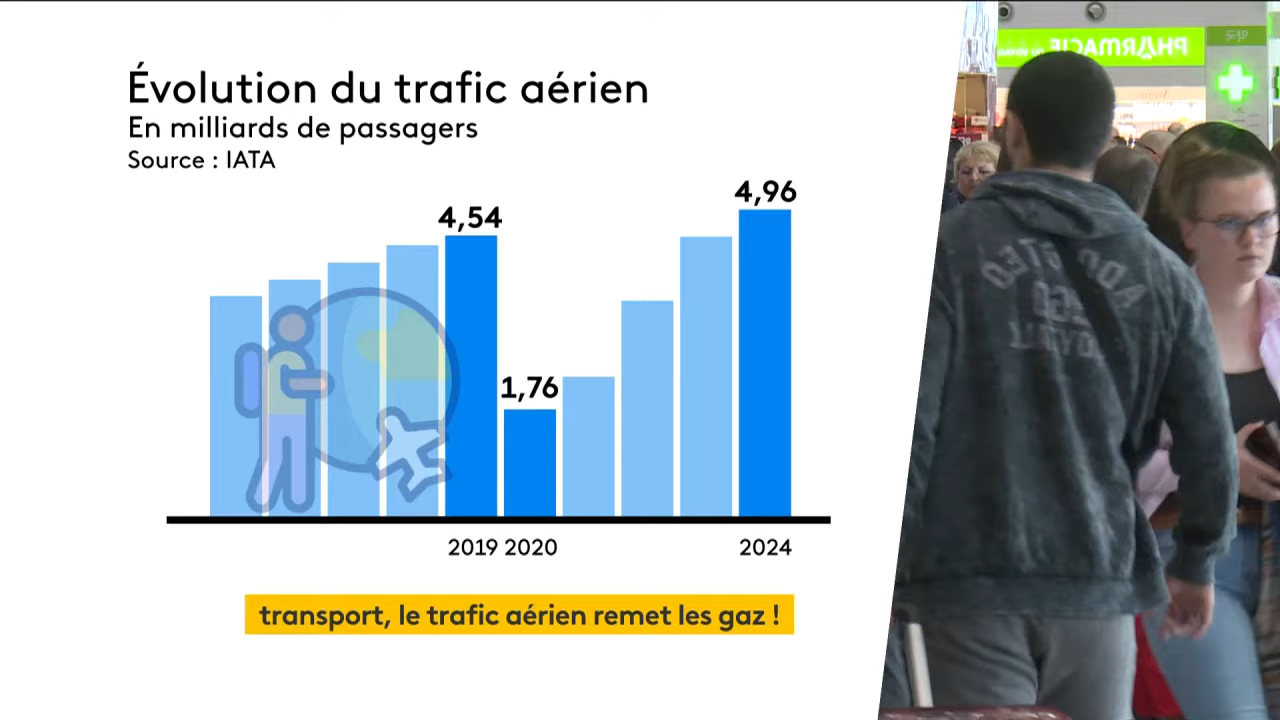 Évolution du trafic aérien
En milliards de passagers
Source : IATA
4,96
4,54
1,76
2019 2020 2024
transport, le trafic aérien remet les gaz !
PHARMACIE